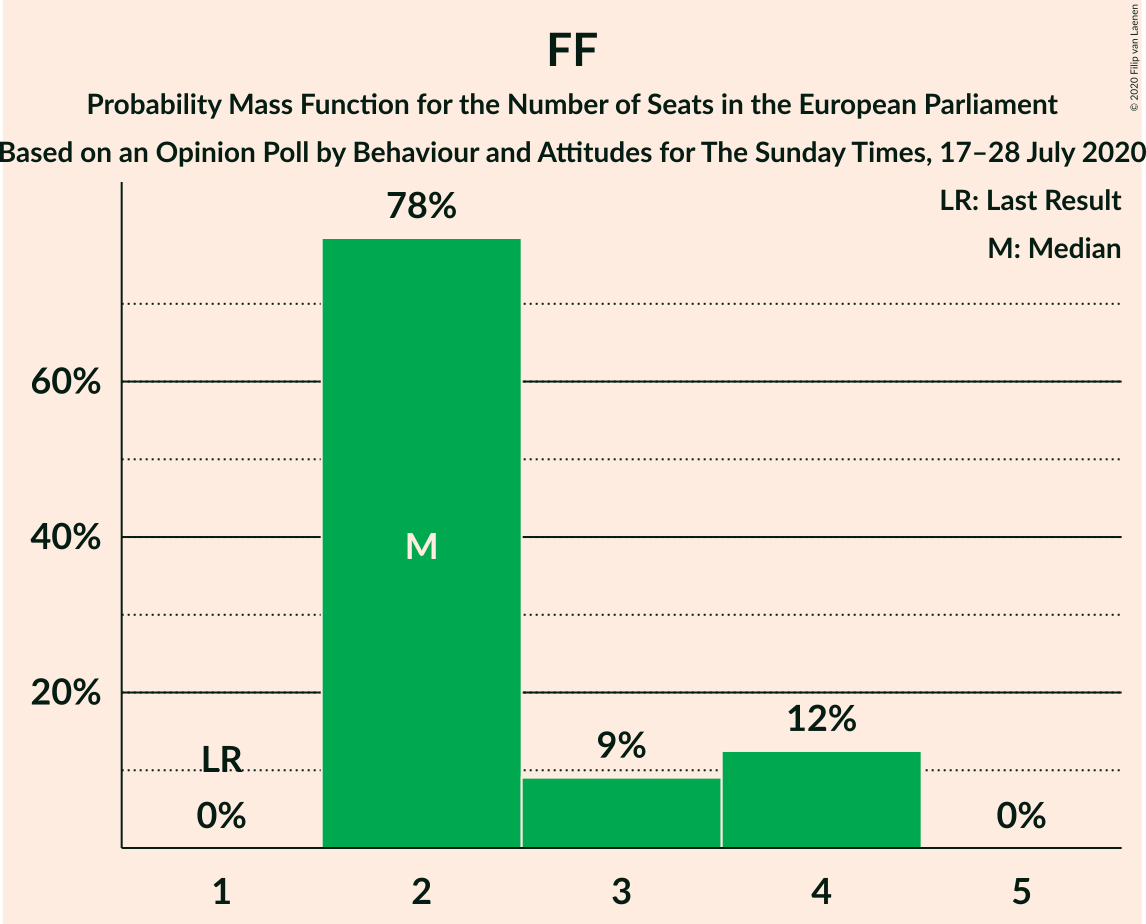 FF
Probability Mass Function for the Number of Seats in the European Parliament
Based on an Opinion Poll by Behaviour and Attitudes for The Sunday Times, 17–28 July 2020
© 2020 Filip van Laenen
LR: Last Result
M: Median
78%
60%
40%
M
20%
12%
9%
LR
0%
0%
1
2
3
4
5